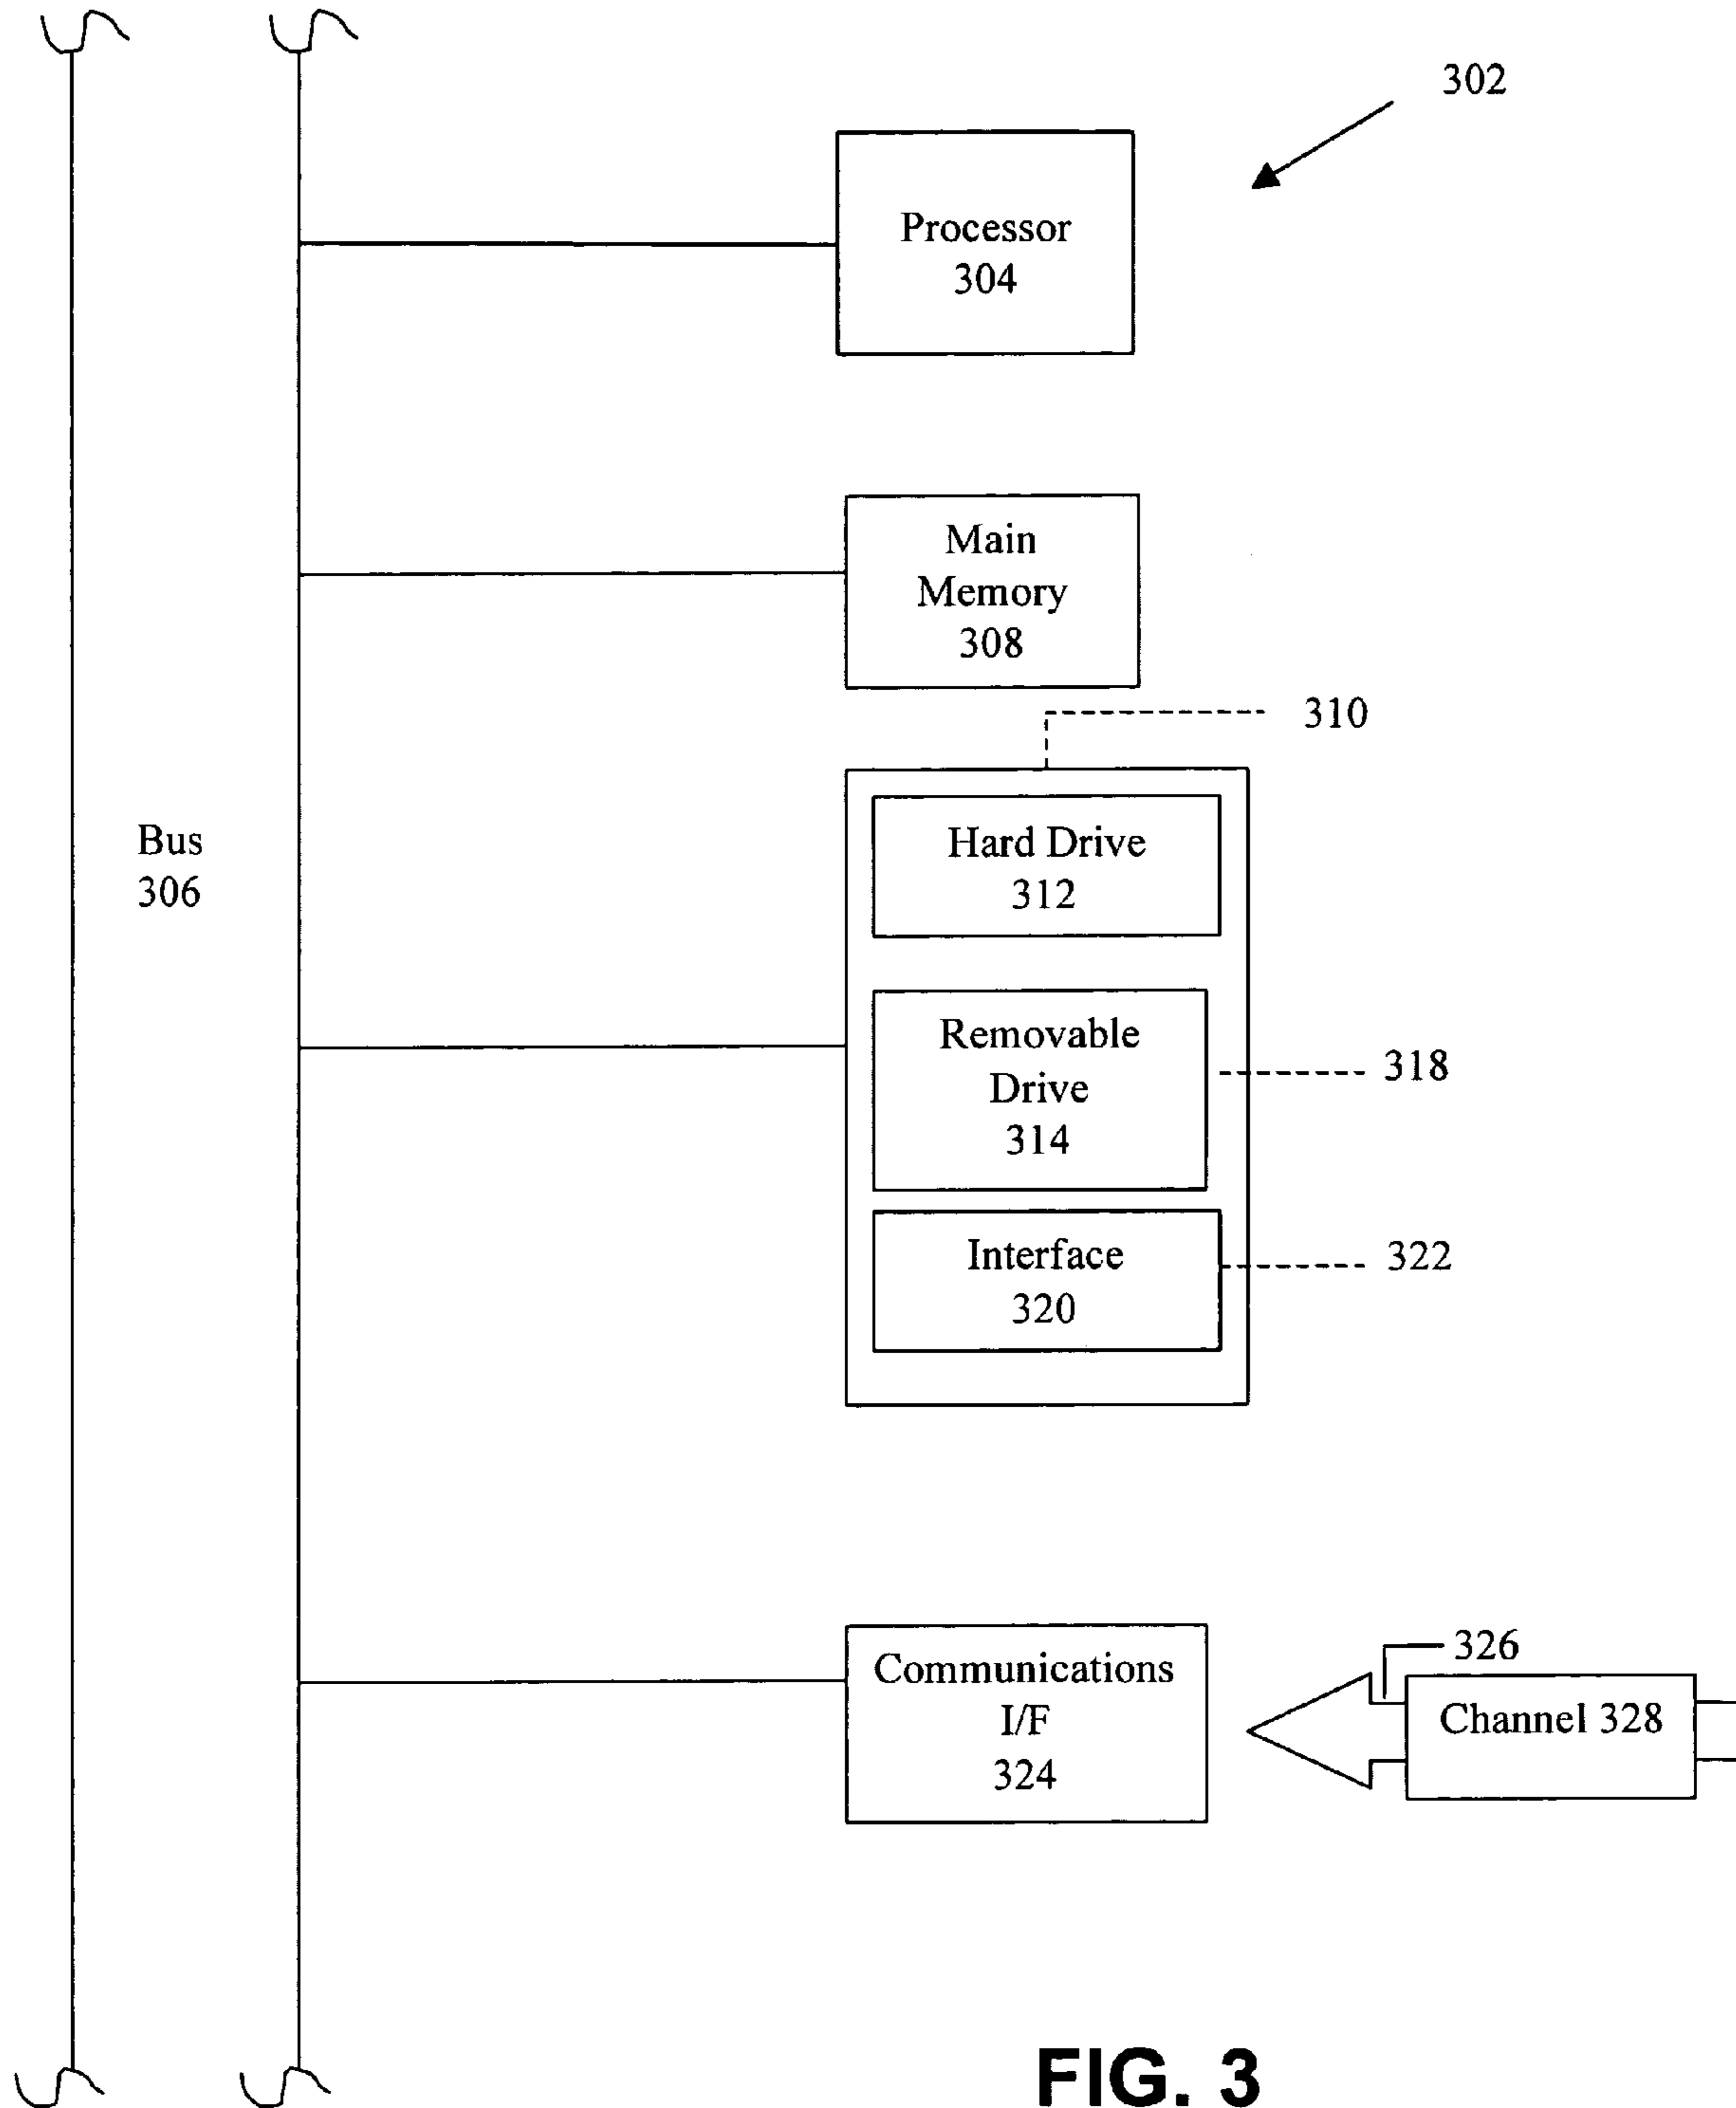 302
Processor
304
Main
Memory
308
310
Bus
306
Hard Drive
312
Removable
Drive
314
318
Interface
320
322
Communications
I/F
324
326
Channel 328
FIG. 3